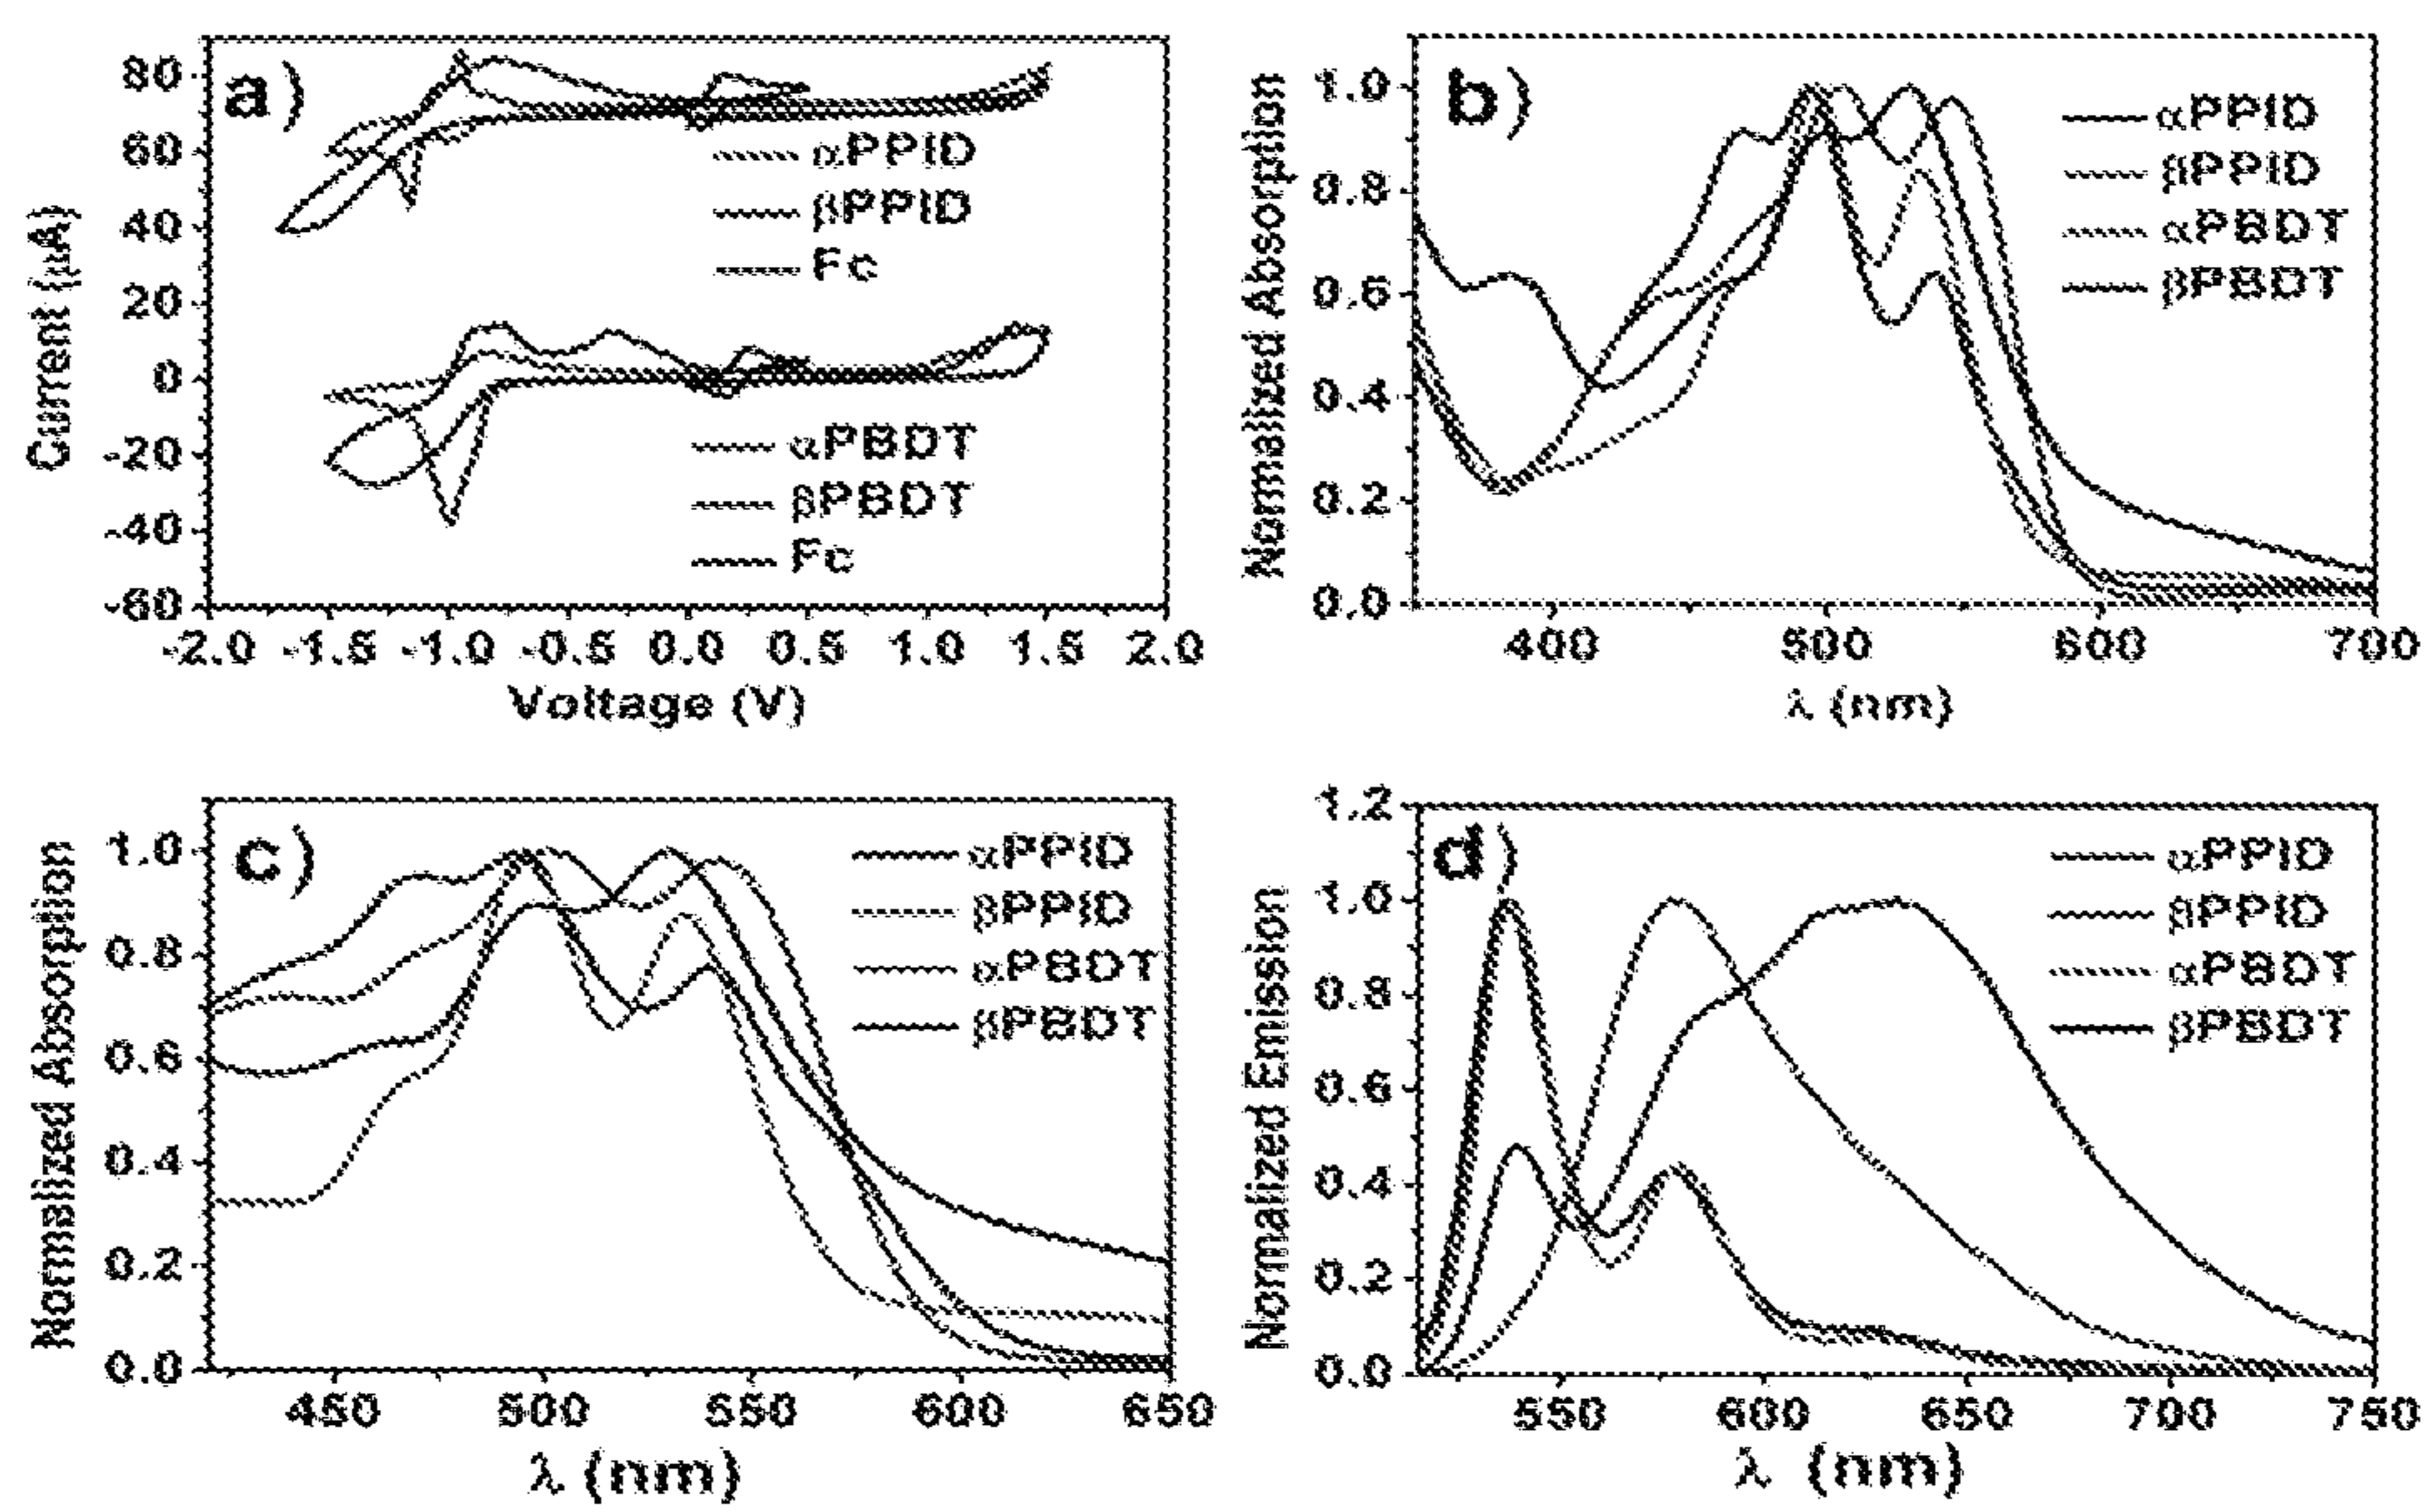 a)
80
60
40
20
0
-20
-40
-60
Current (μA)
αPPID
βPPID
Fc
αPBDT
βPBDT
Fc
-2.0 -1.5 -1.0 -0.5 0.0 0.5 1.0 1.5 2.0
Voltage (V)
b)
1.0
0.8
0.6
0.4
0.2
0.0
Normalized Absorption
αPPID
βPPID
αPBDT
βPBDT
400 500 600 700
λ (nm)
c)
1.0
0.8
0.6
0.4
0.2
0.0
Normalized Absorption
αPPID
βPPID
αPBDT
βPBDT
450 500 550 600 650
λ (nm)
d)
1.2
1.0
0.8
0.6
0.4
0.2
0.0
Normalized Emission
αPPID
βPPID
αPBDT
βPBDT
550 600 650 700 750
λ (nm)